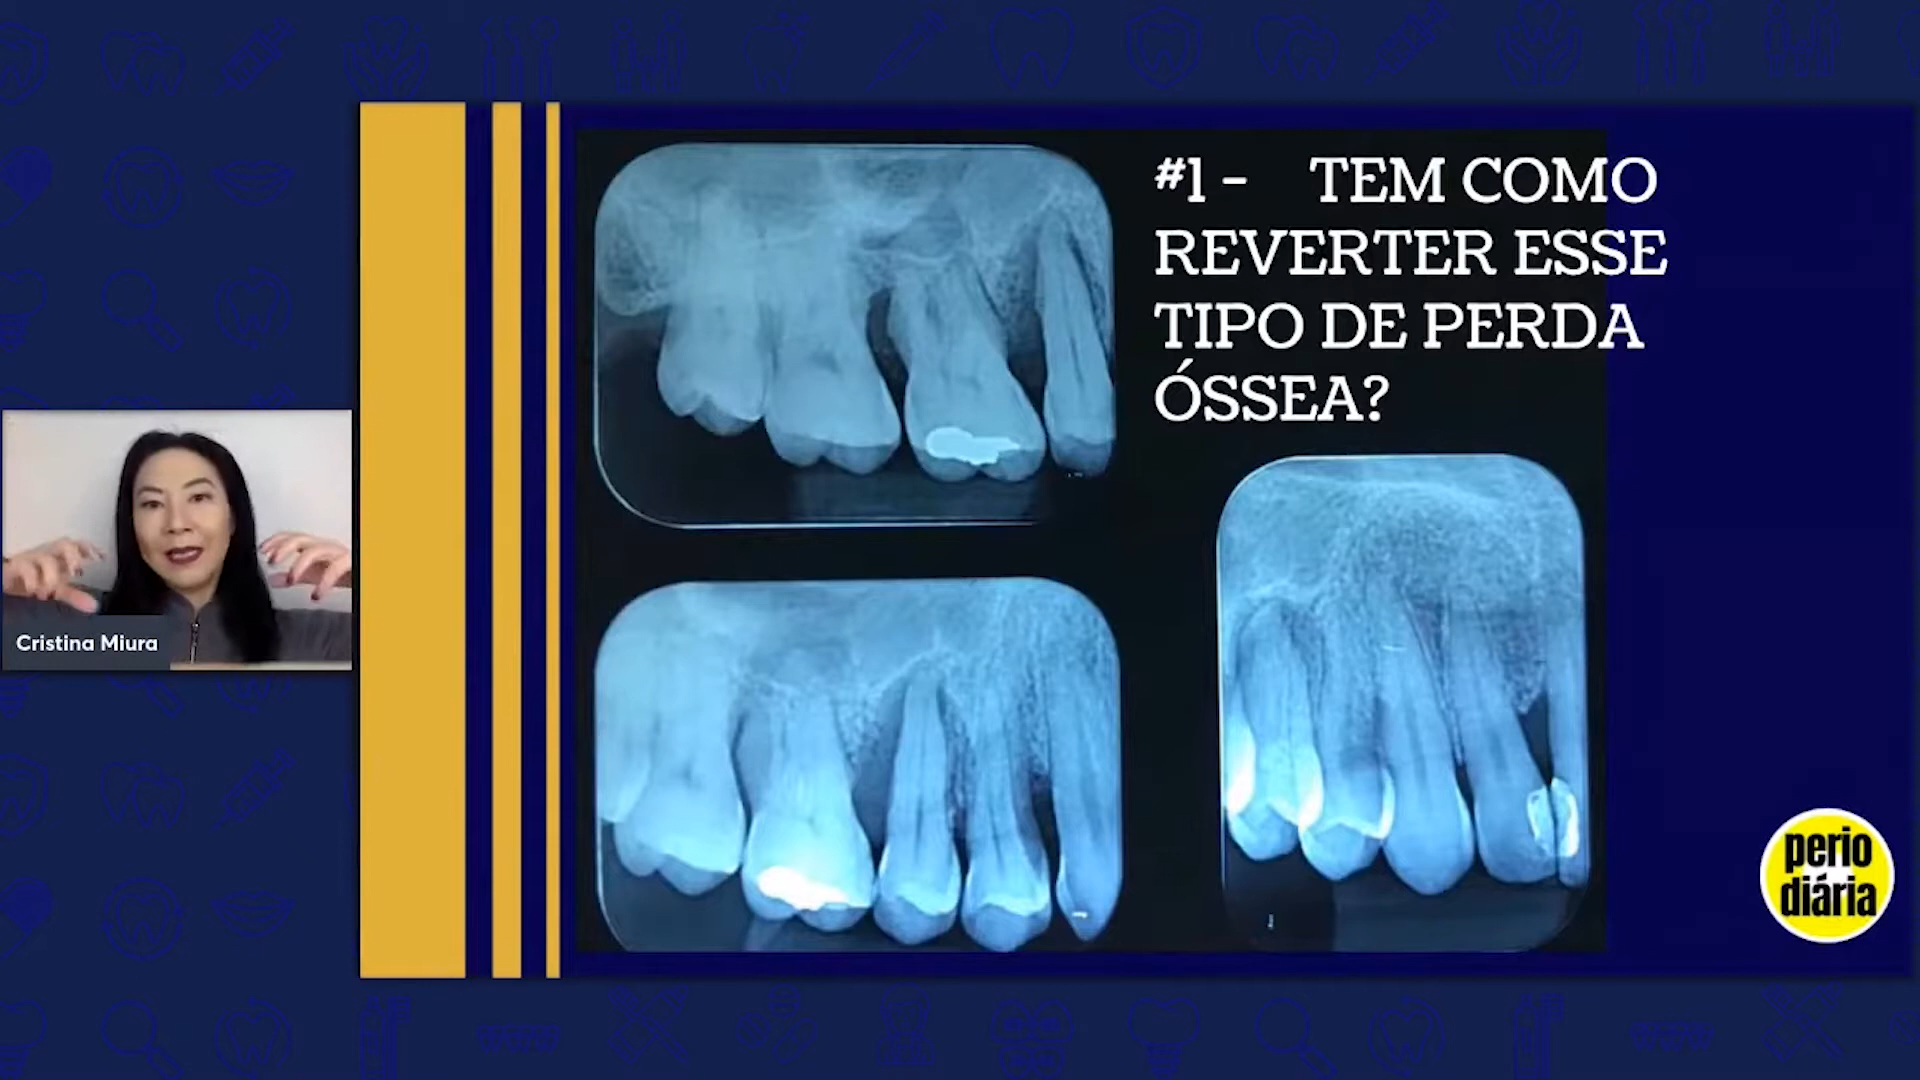 #1 - TEM COMO
REVERTER ESSE
TIPO DE PERDA
ÓSSEA?
Cristina Miura
perio
diária